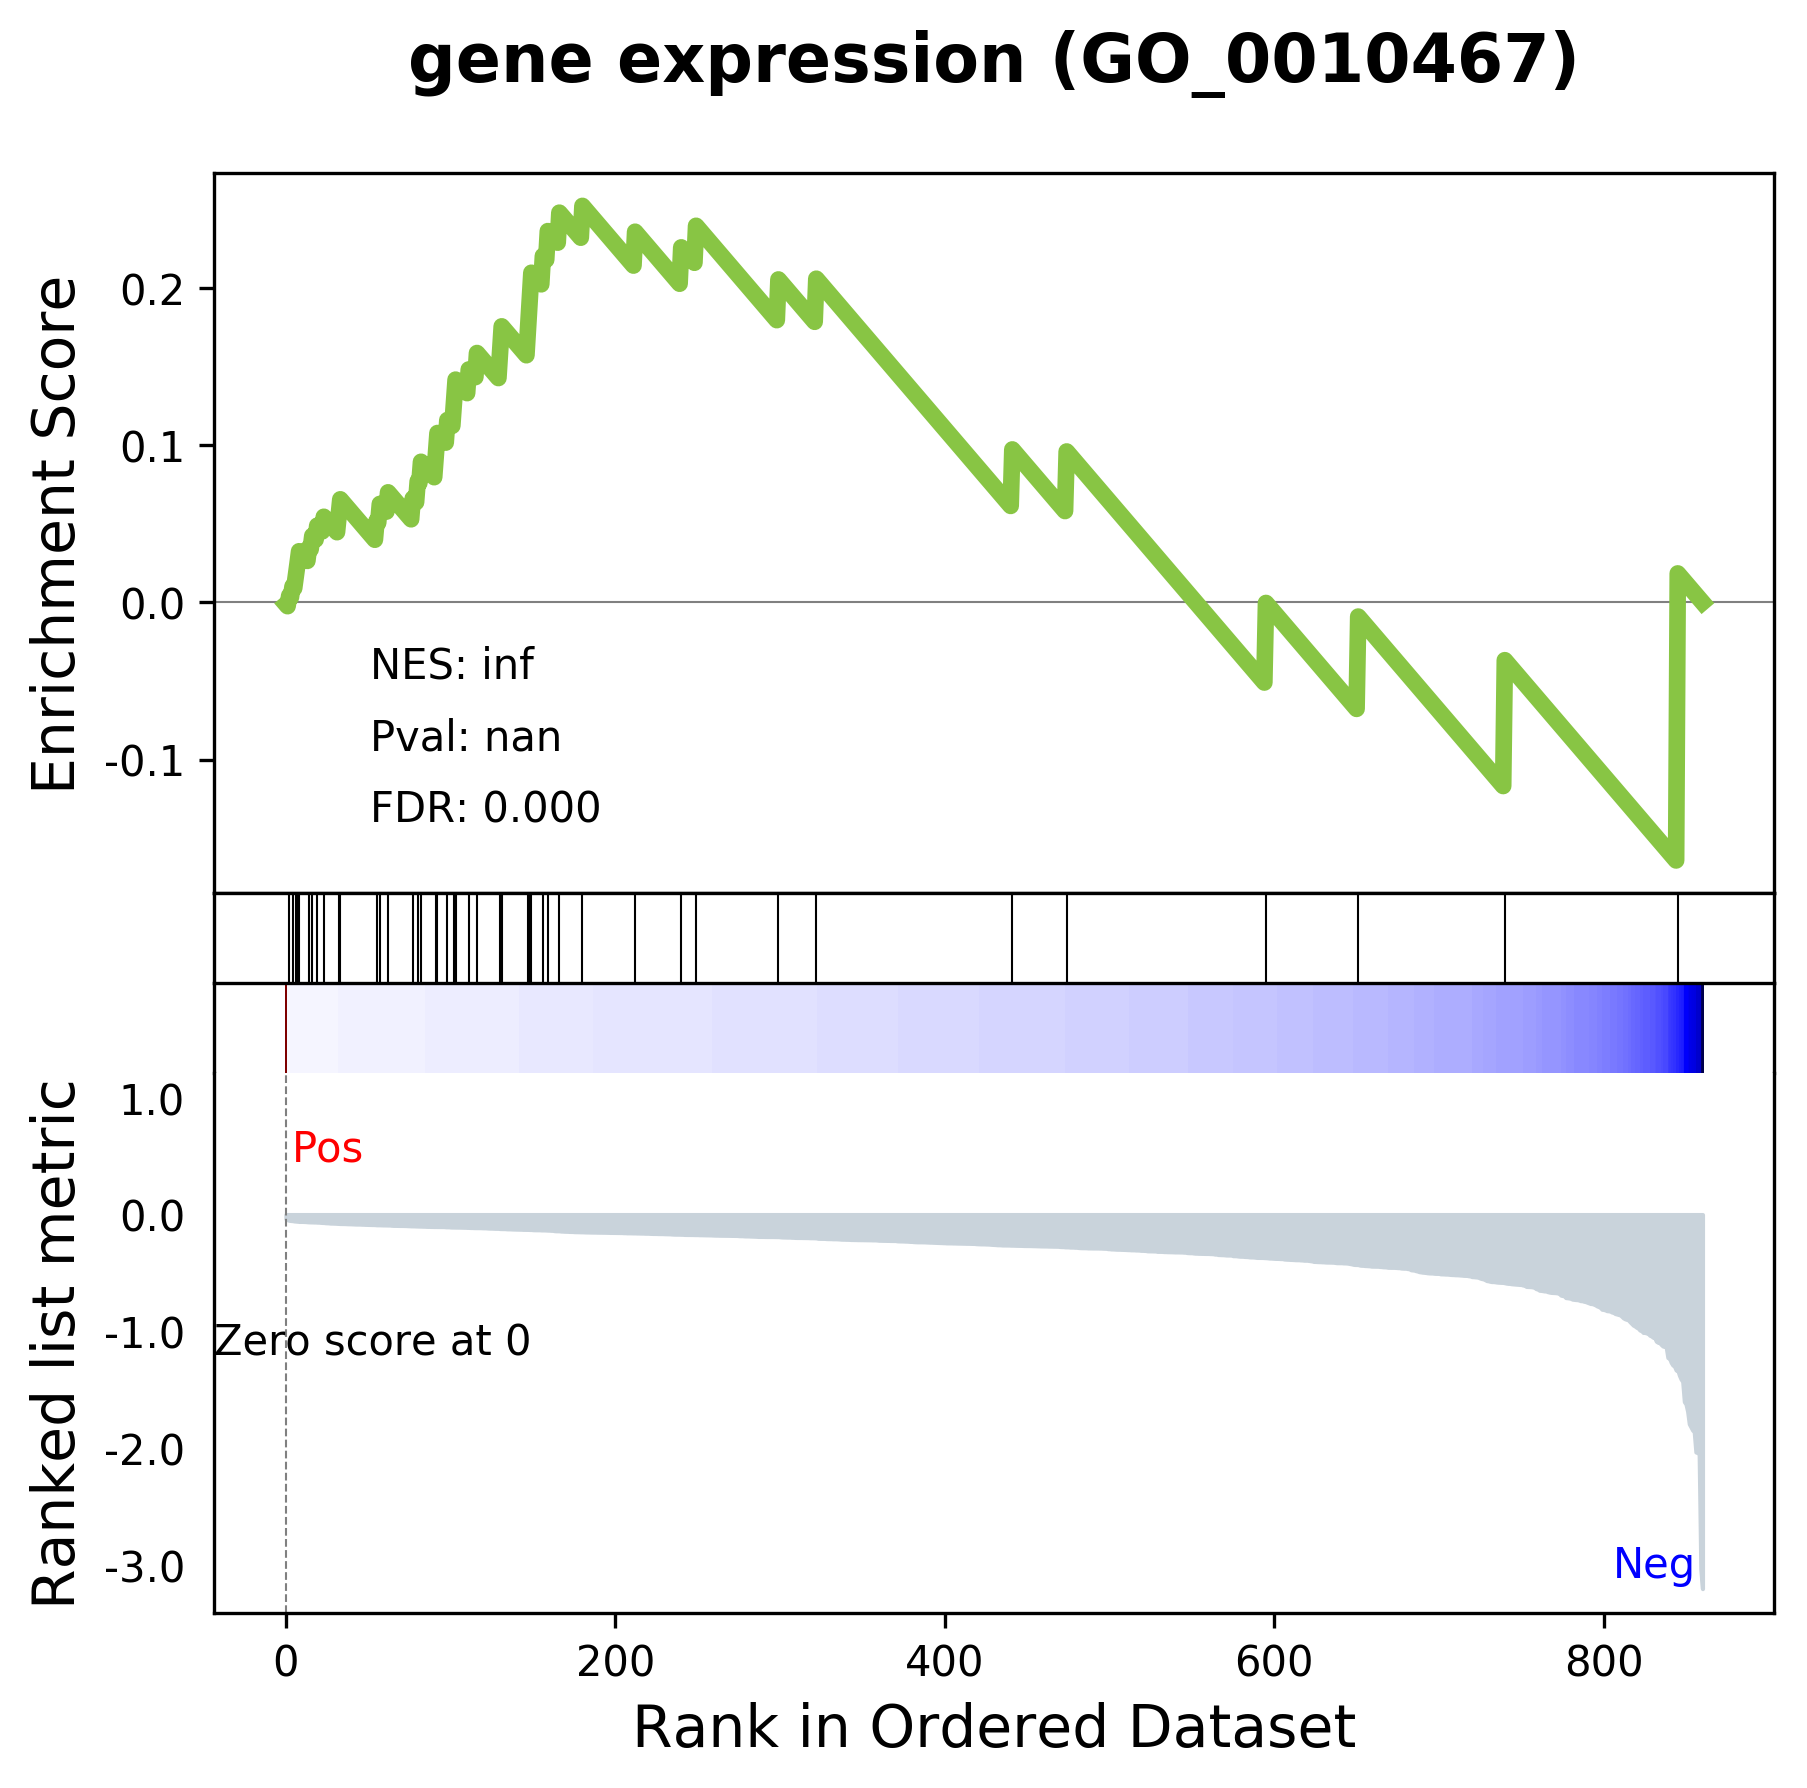 gene expression (GO_0010467)
Enrichment Score
0.2
0.1
0.0
-0.1
NES: inf
Pval: nan
FDR: 0.000
Ranked list metric
1.0
0.0
-1.0
-2.0
-3.0
Pos
Zero score at 0
Neg
0 200 400 600 800
Rank in Ordered Dataset